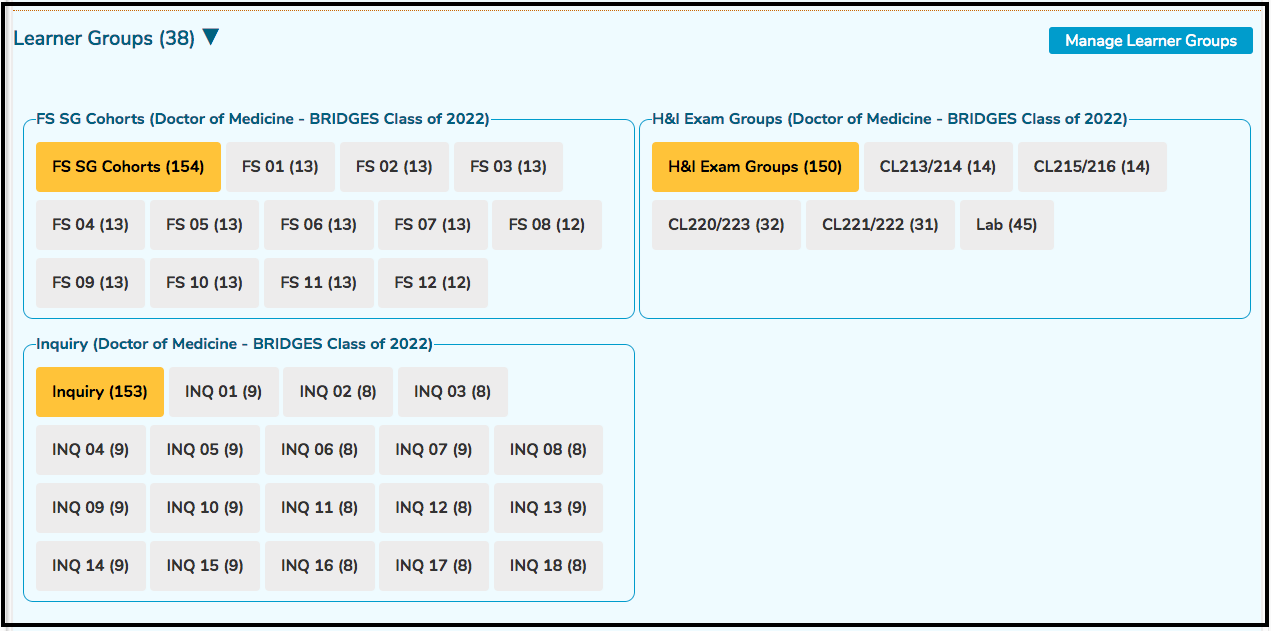 Learner Groups (38) ▼
Manage Learner Groups
FS SG Cohorts (Doctor of Medicine - BRIDGES Class of 2022)
FS SG Cohorts (154) FS 01 (13) FS 02 (13) FS 03 (13)
FS 04 (13) FS 05 (13) FS 06 (13) FS 07 (13) FS 08 (12)
FS 09 (13) FS 10 (13) FS 11 (13) FS 12 (12)
H&I Exam Groups (Doctor of Medicine - BRIDGES Class of 2022)
H&I Exam Groups (150) CL213/214 (14) CL215/216 (14)
CL220/223 (32) CL221/222 (31) Lab (45)
Inquiry (Doctor of Medicine - BRIDGES Class of 2022)
Inquiry (153) INQ 01 (9) INQ 02 (8) INQ 03 (8)
INQ 04 (9) INQ 05 (9) INQ 06 (8) INQ 07 (9) INQ 08 (8)
INQ 09 (9) INQ 10 (9) INQ 11 (8) INQ 12 (8) INQ 13 (9)
INQ 14 (9) INQ 15 (9) INQ 16 (8) INQ 17 (8) INQ 18 (8)